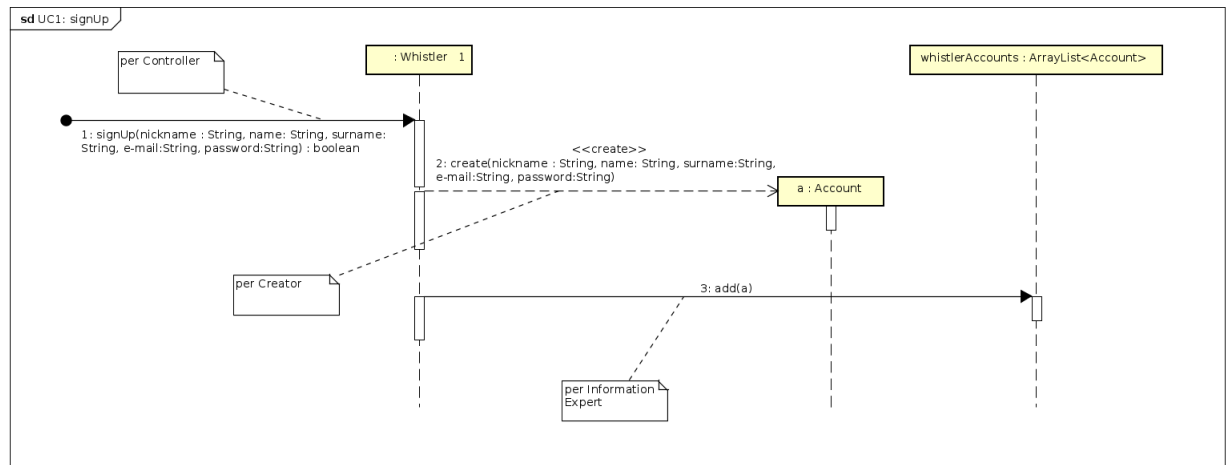 sd UC1: signUp
per Controller
: Whistler 1
whistlerAccounts : ArrayList<Account>
1: signUp(nickname : String, name: String, surname:
String, e-mail:String, password:String) : boolean
<<create>>
2: create(nickname : String, name: String, surname:String,
e-mail:String, password:String)
a : Account
per Creator
3: add(a)
per Information
Expert